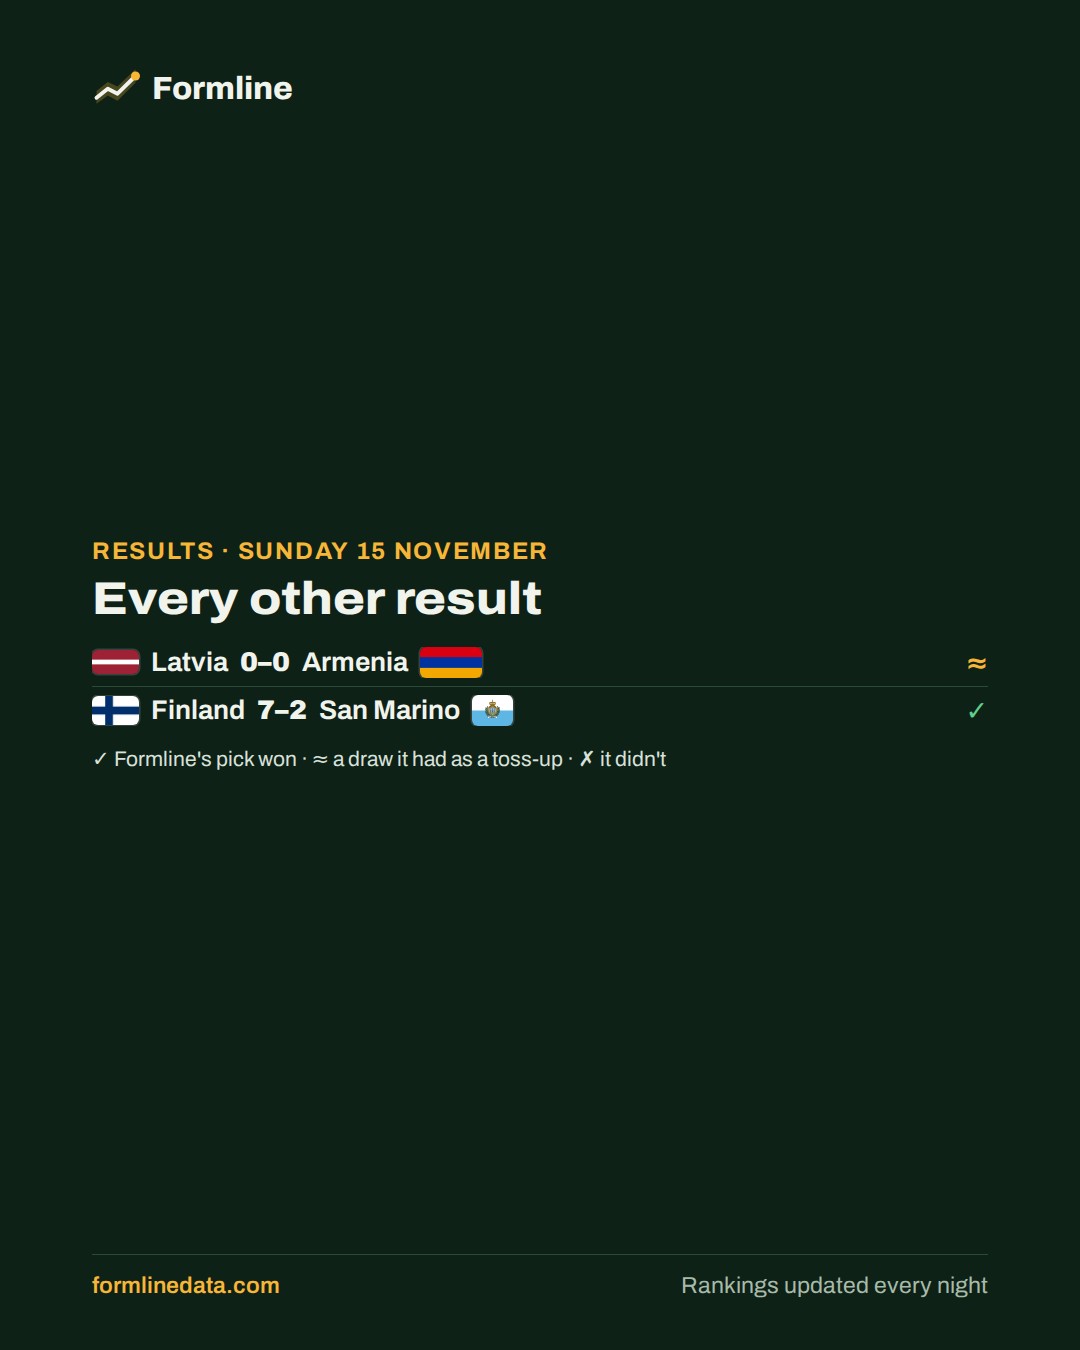 Formline
RESULTS · SUNDAY 15 NOVEMBER
Every other result
Latvia 0–0 Armenia ≈
Finland 7–2 San Marino ✓
✓ Formline's pick won · ≈ a draw it had as a toss-up · ✗ it didn't
formlinedata.com
Rankings updated every night